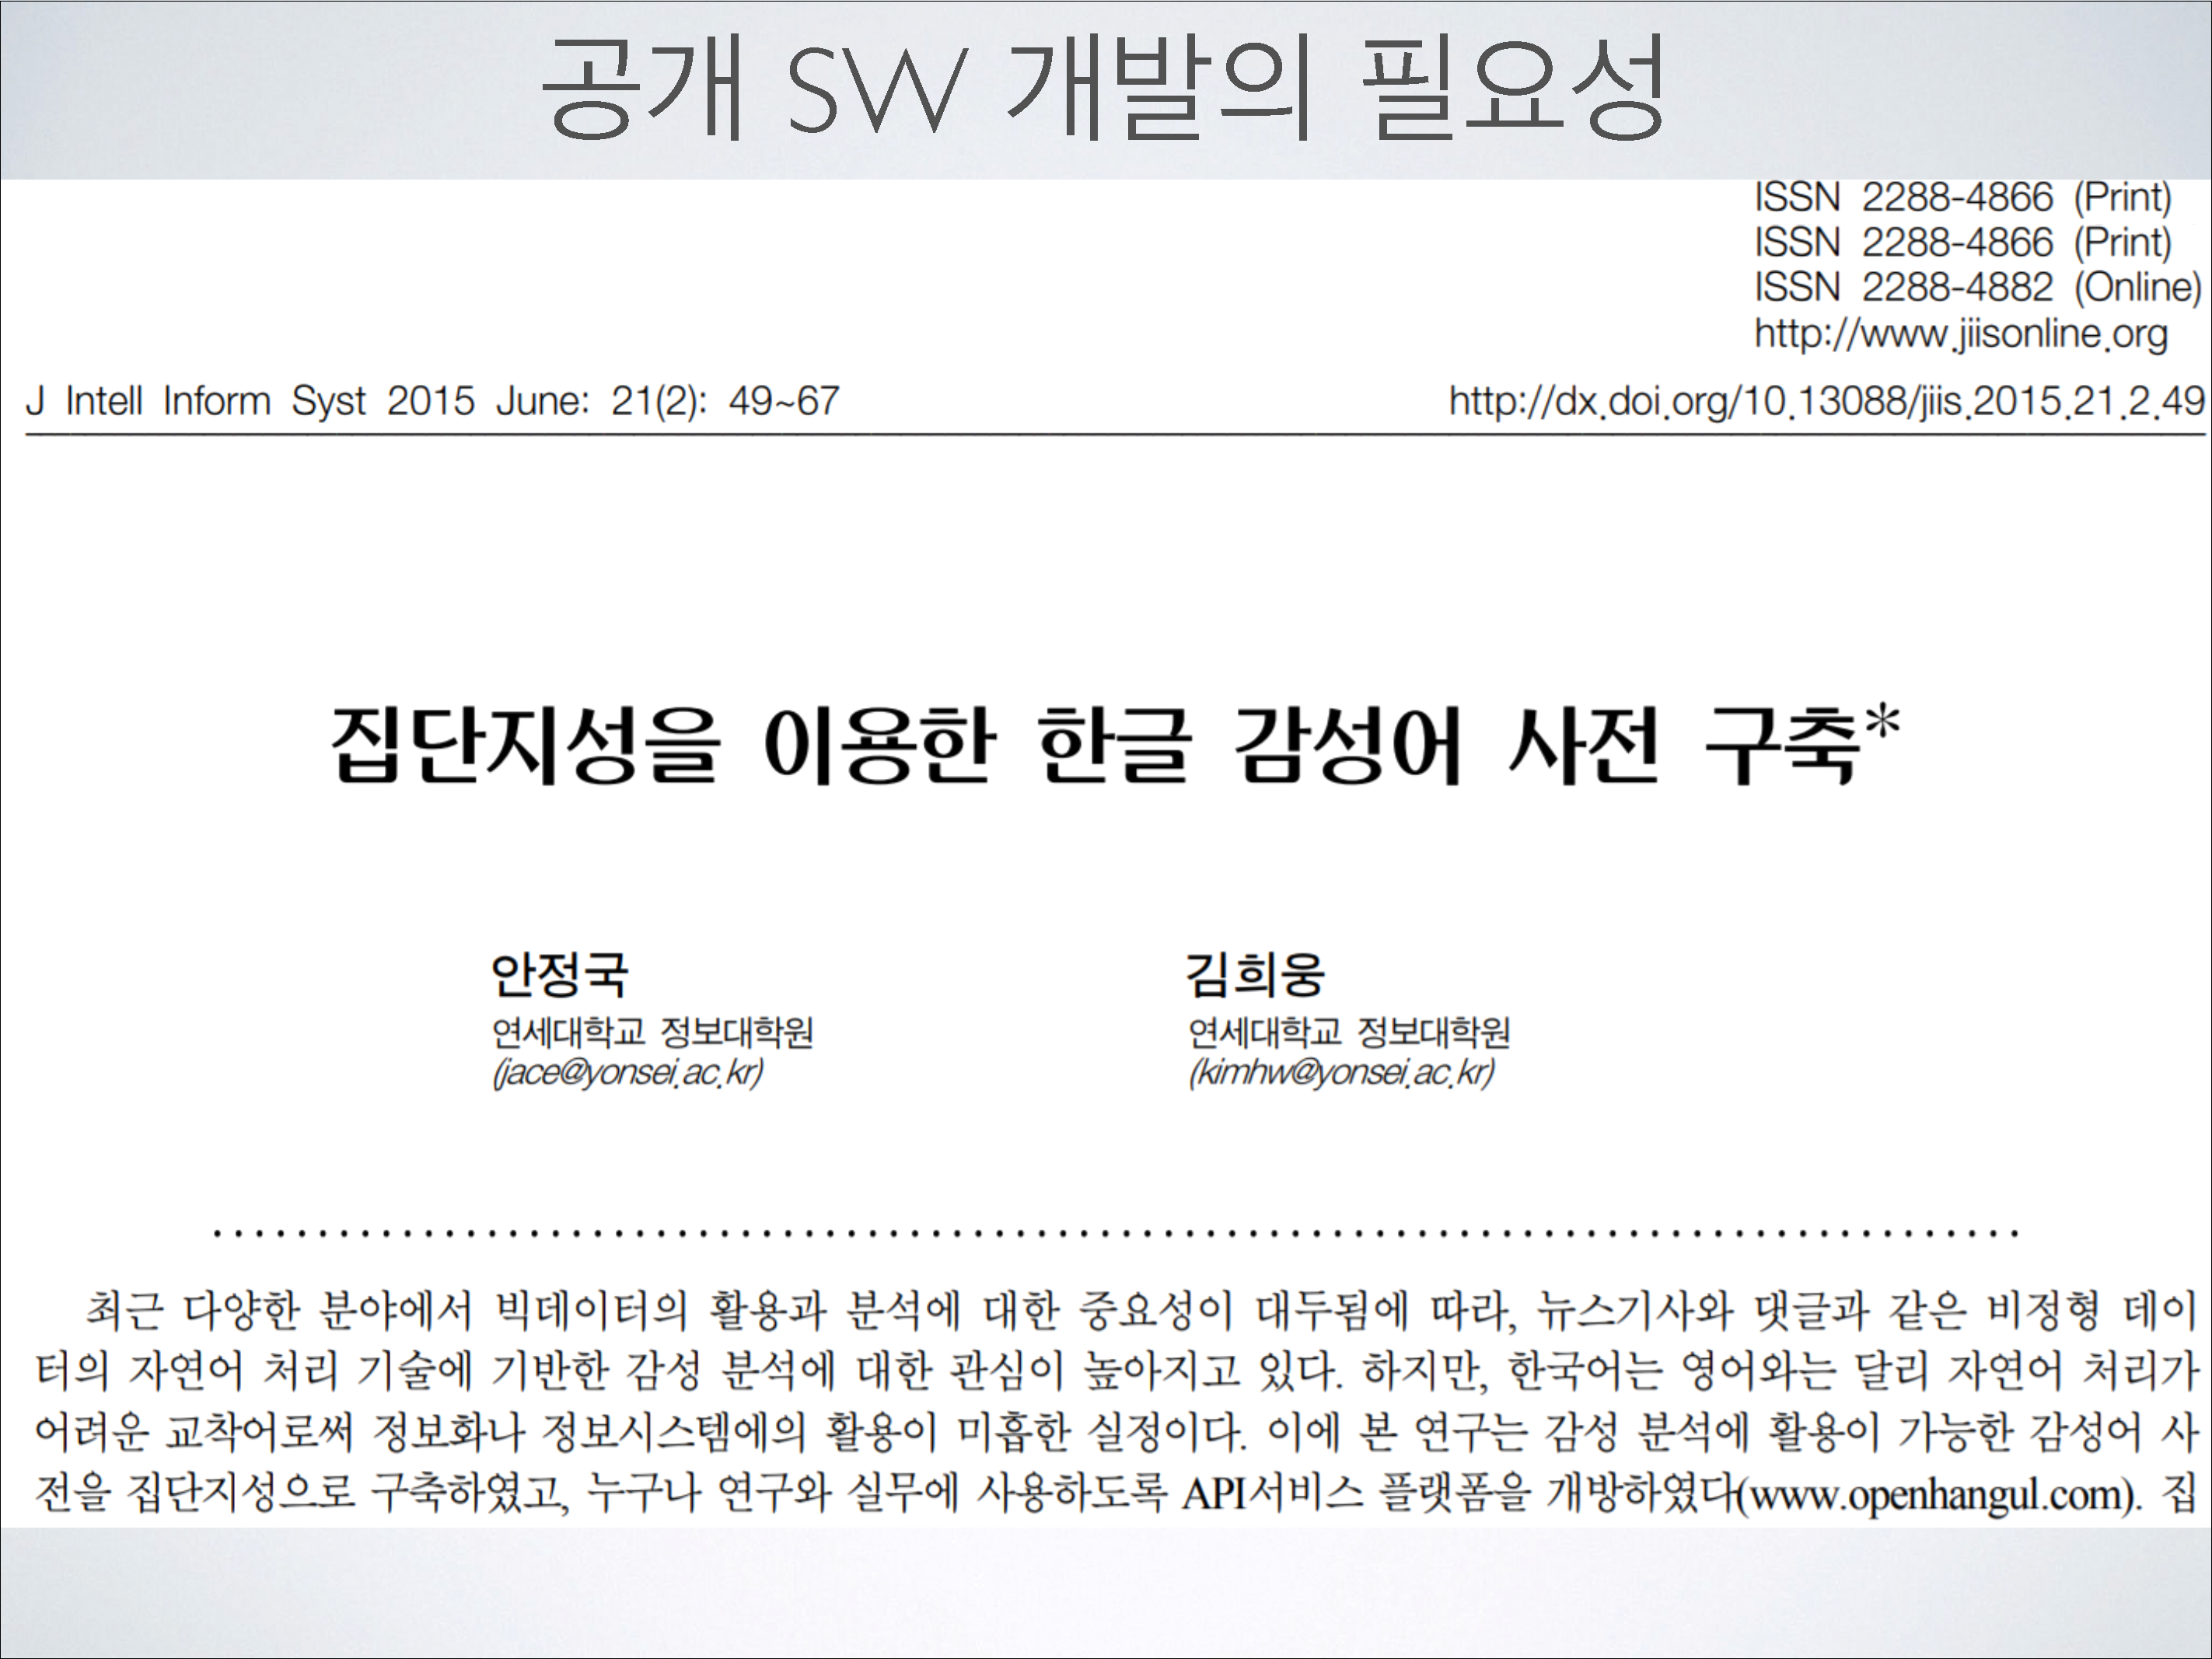 공개 SW 개발의 필요성
ISSN 2288-4866 (Print)
ISSN 2288-4866 (Print)
ISSN 2288-4882 (Online)
http://www.jiisonline.org
J Intell Inform Syst 2015 June: 21(2): 49~67
http://dx.doi.org/10.13088/jiis.2015.21.2.49
집단지성을 이용한 한글 감성어 사전 구축*
안정국
연세대학교 정보대학원
(jace@yonsei.ac.kr)
김희웅
연세대학교 정보대학원
(kimhw@yonsei.ac.kr)
최근 다양한 분야에서 빅데이터의 활용과 분석에 대한 중요성이 대두됨에 따라, 뉴스기사와 댓글과 같은 비정형 데이
터의 자연어 처리 기술에 기반한 감성 분석에 대한 관심이 높아지고 있다. 하지만, 한국어는 영어와는 달리 자연어 처리가
어려운 교착어로써 정보화나 정보시스템에의 활용이 미흡한 실정이다. 이에 본 연구는 감성 분석에 활용이 가능한 감성어 사
전을 집단지성으로 구축하였고, 누구나 연구와 실무에 사용하도록 API서비스 플랫폼을 개방하였다(www.openhangul.com). 집